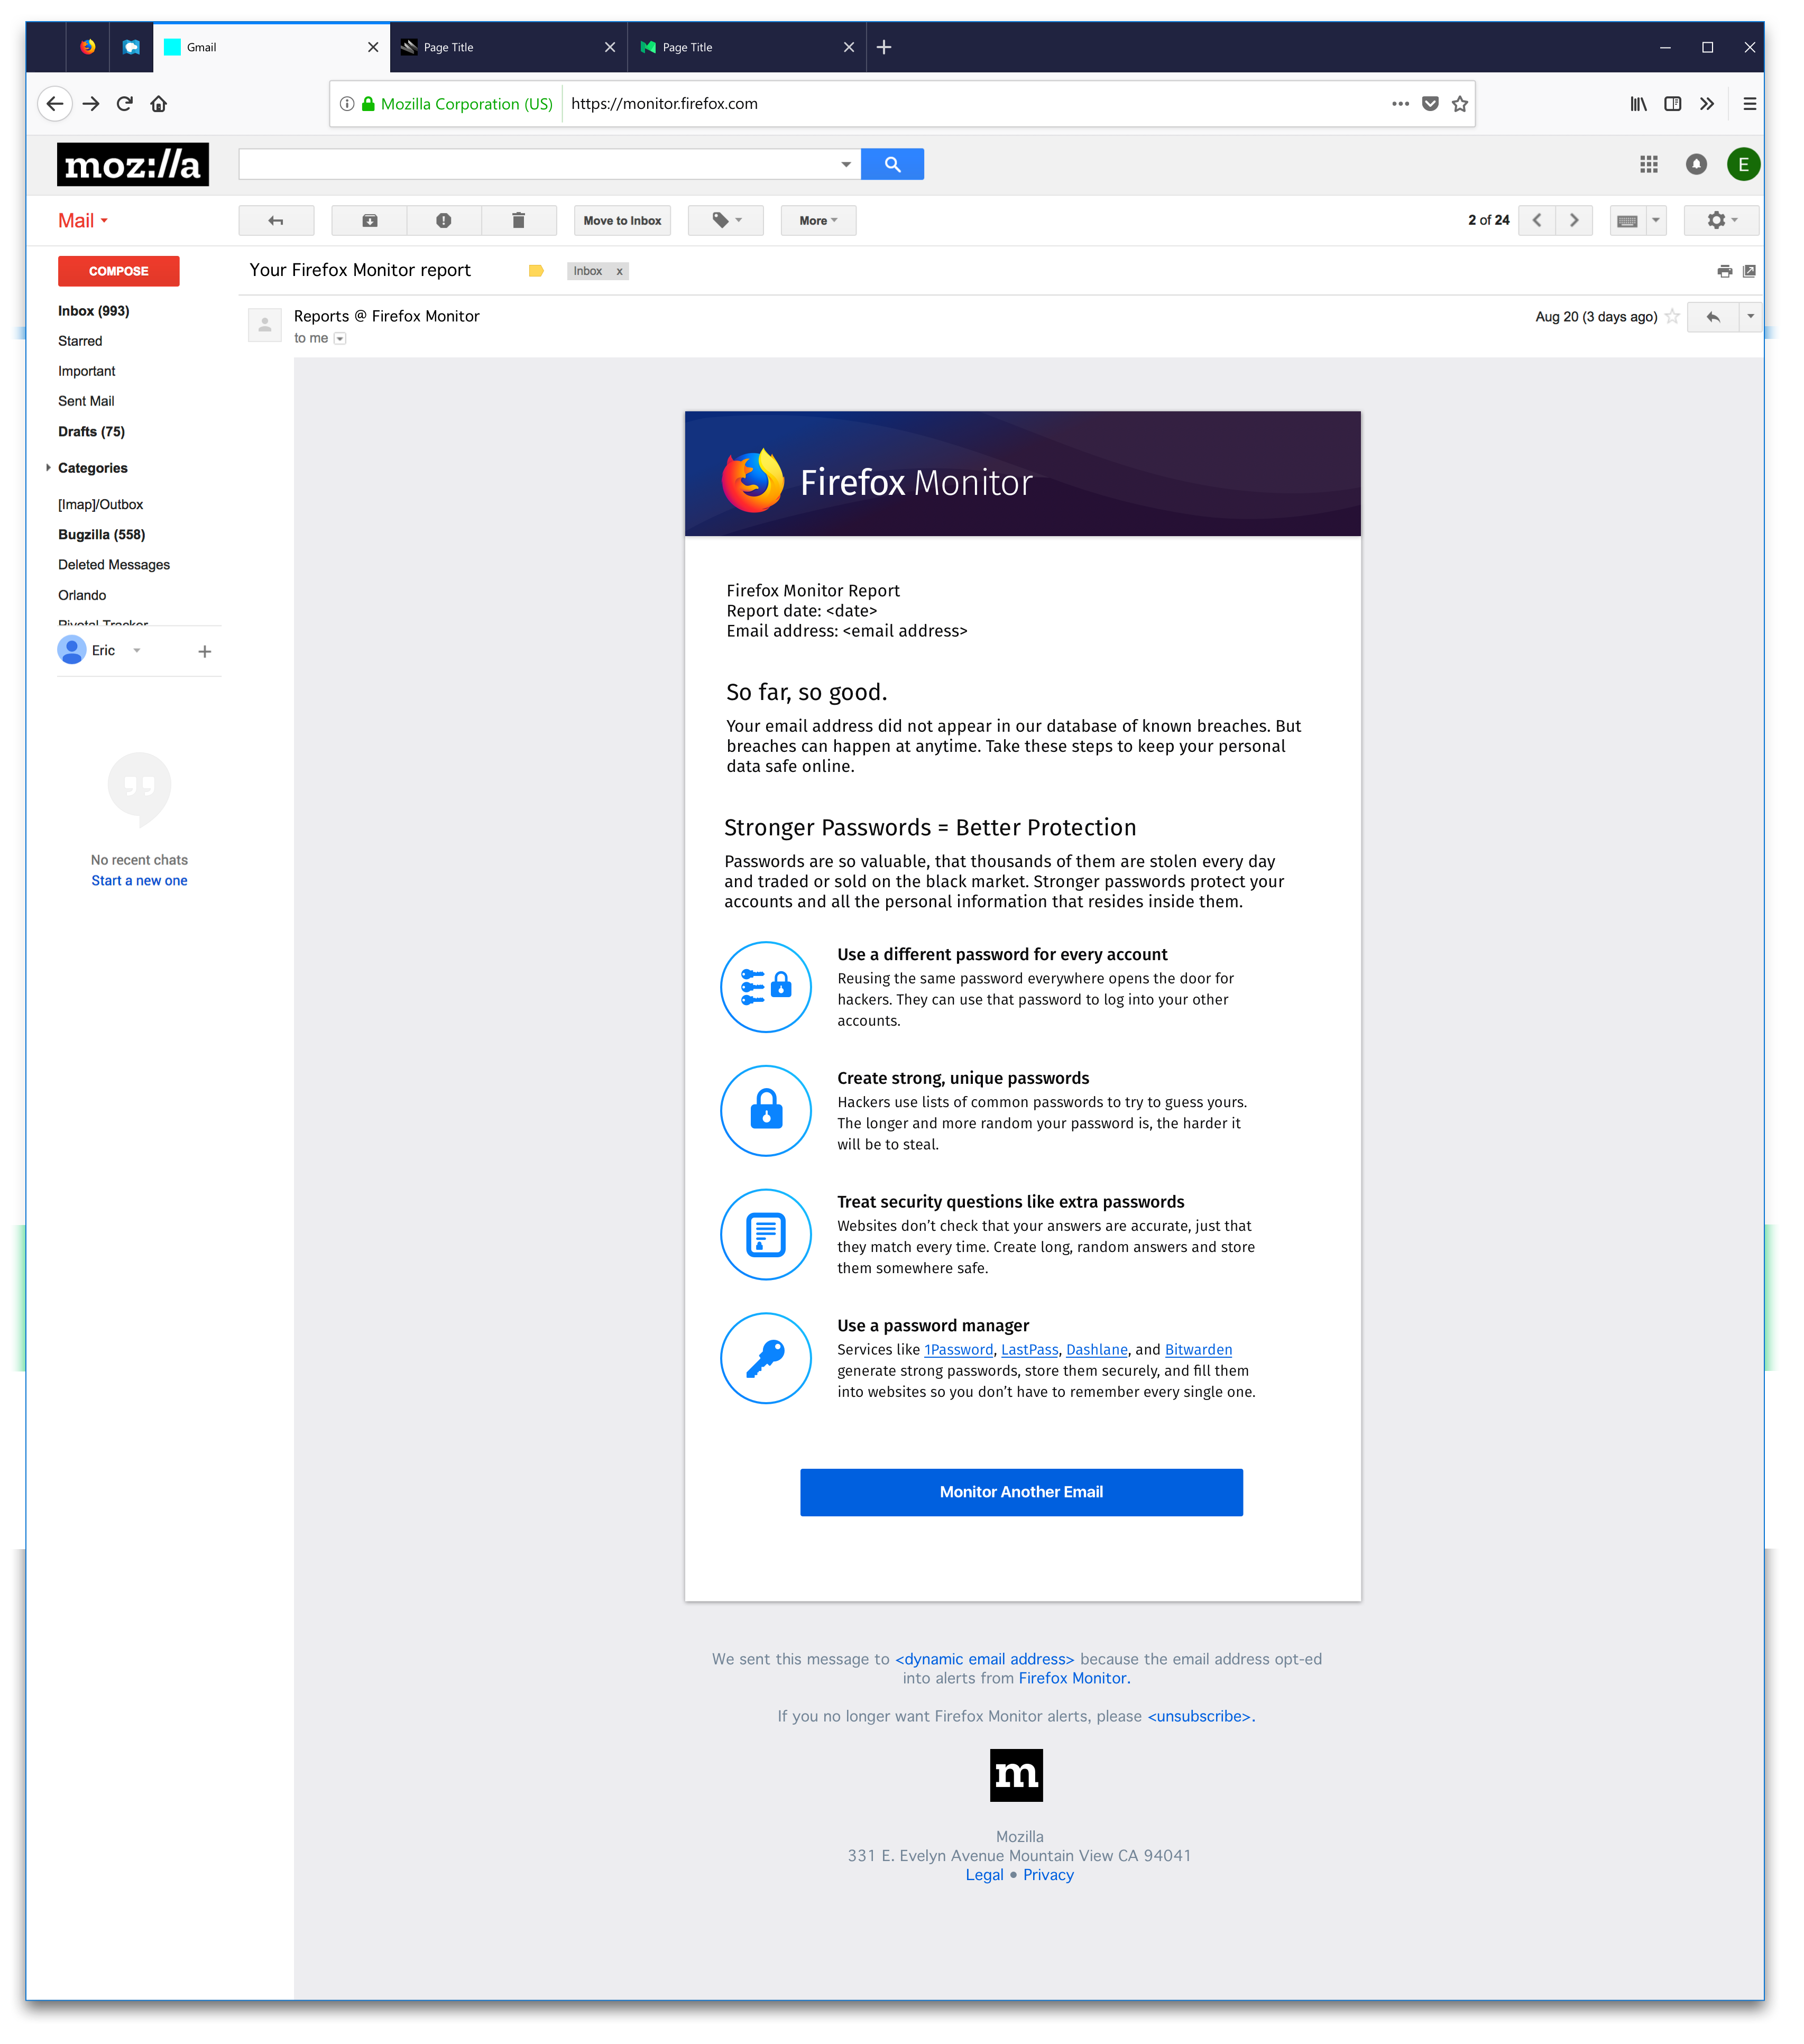 Gmail
Page Title
Page Title
Mozilla Corporation (US)
https://monitor.firefox.com
moz://a
E
Mail
Move to Inbox
More
2 of 24
COMPOSE
Your Firefox Monitor report
Inbox x
Inbox (993)
Starred
Important
Sent Mail
Drafts (75)
Categories
[Imap]/Outbox
Bugzilla (558)
Deleted Messages
Orlando
Pivotal Tracker
Eric
No recent chats
Start a new one
Reports @ Firefox Monitor
to me
Aug 20 (3 days ago)
Firefox Monitor
Firefox Monitor Report
Report date: <date>
Email address: <email address>
So far, so good.
Your email address did not appear in our database of known breaches. But
breaches can happen at anytime. Take these steps to keep your personal
data safe online.
Stronger Passwords = Better Protection
Passwords are so valuable, that thousands of them are stolen every day
and traded or sold on the black market. Stronger passwords protect your
accounts and all the personal information that resides inside them.
Use a different password for every account
Reusing the same password everywhere opens the door for
hackers. They can use that password to log into your other
accounts.
Create strong, unique passwords
Hackers use lists of common passwords to try to guess yours.
The longer and more random your password is, the harder it
will be to steal.
Treat security questions like extra passwords
Websites don’t check that your answers are accurate, just that
they match every time. Create long, random answers and store
them somewhere safe.
Use a password manager
Services like 1Password, LastPass, Dashlane, and Bitwarden
generate strong passwords, store them securely, and fill them
into websites so you don’t have to remember every single one.
Monitor Another Email
We sent this message to <dynamic email address> because the email address opt-ed
into alerts from Firefox Monitor.
If you no longer want Firefox Monitor alerts, please <unsubscribe>.
m
Mozilla
331 E. Evelyn Avenue Mountain View CA 94041
Legal • Privacy